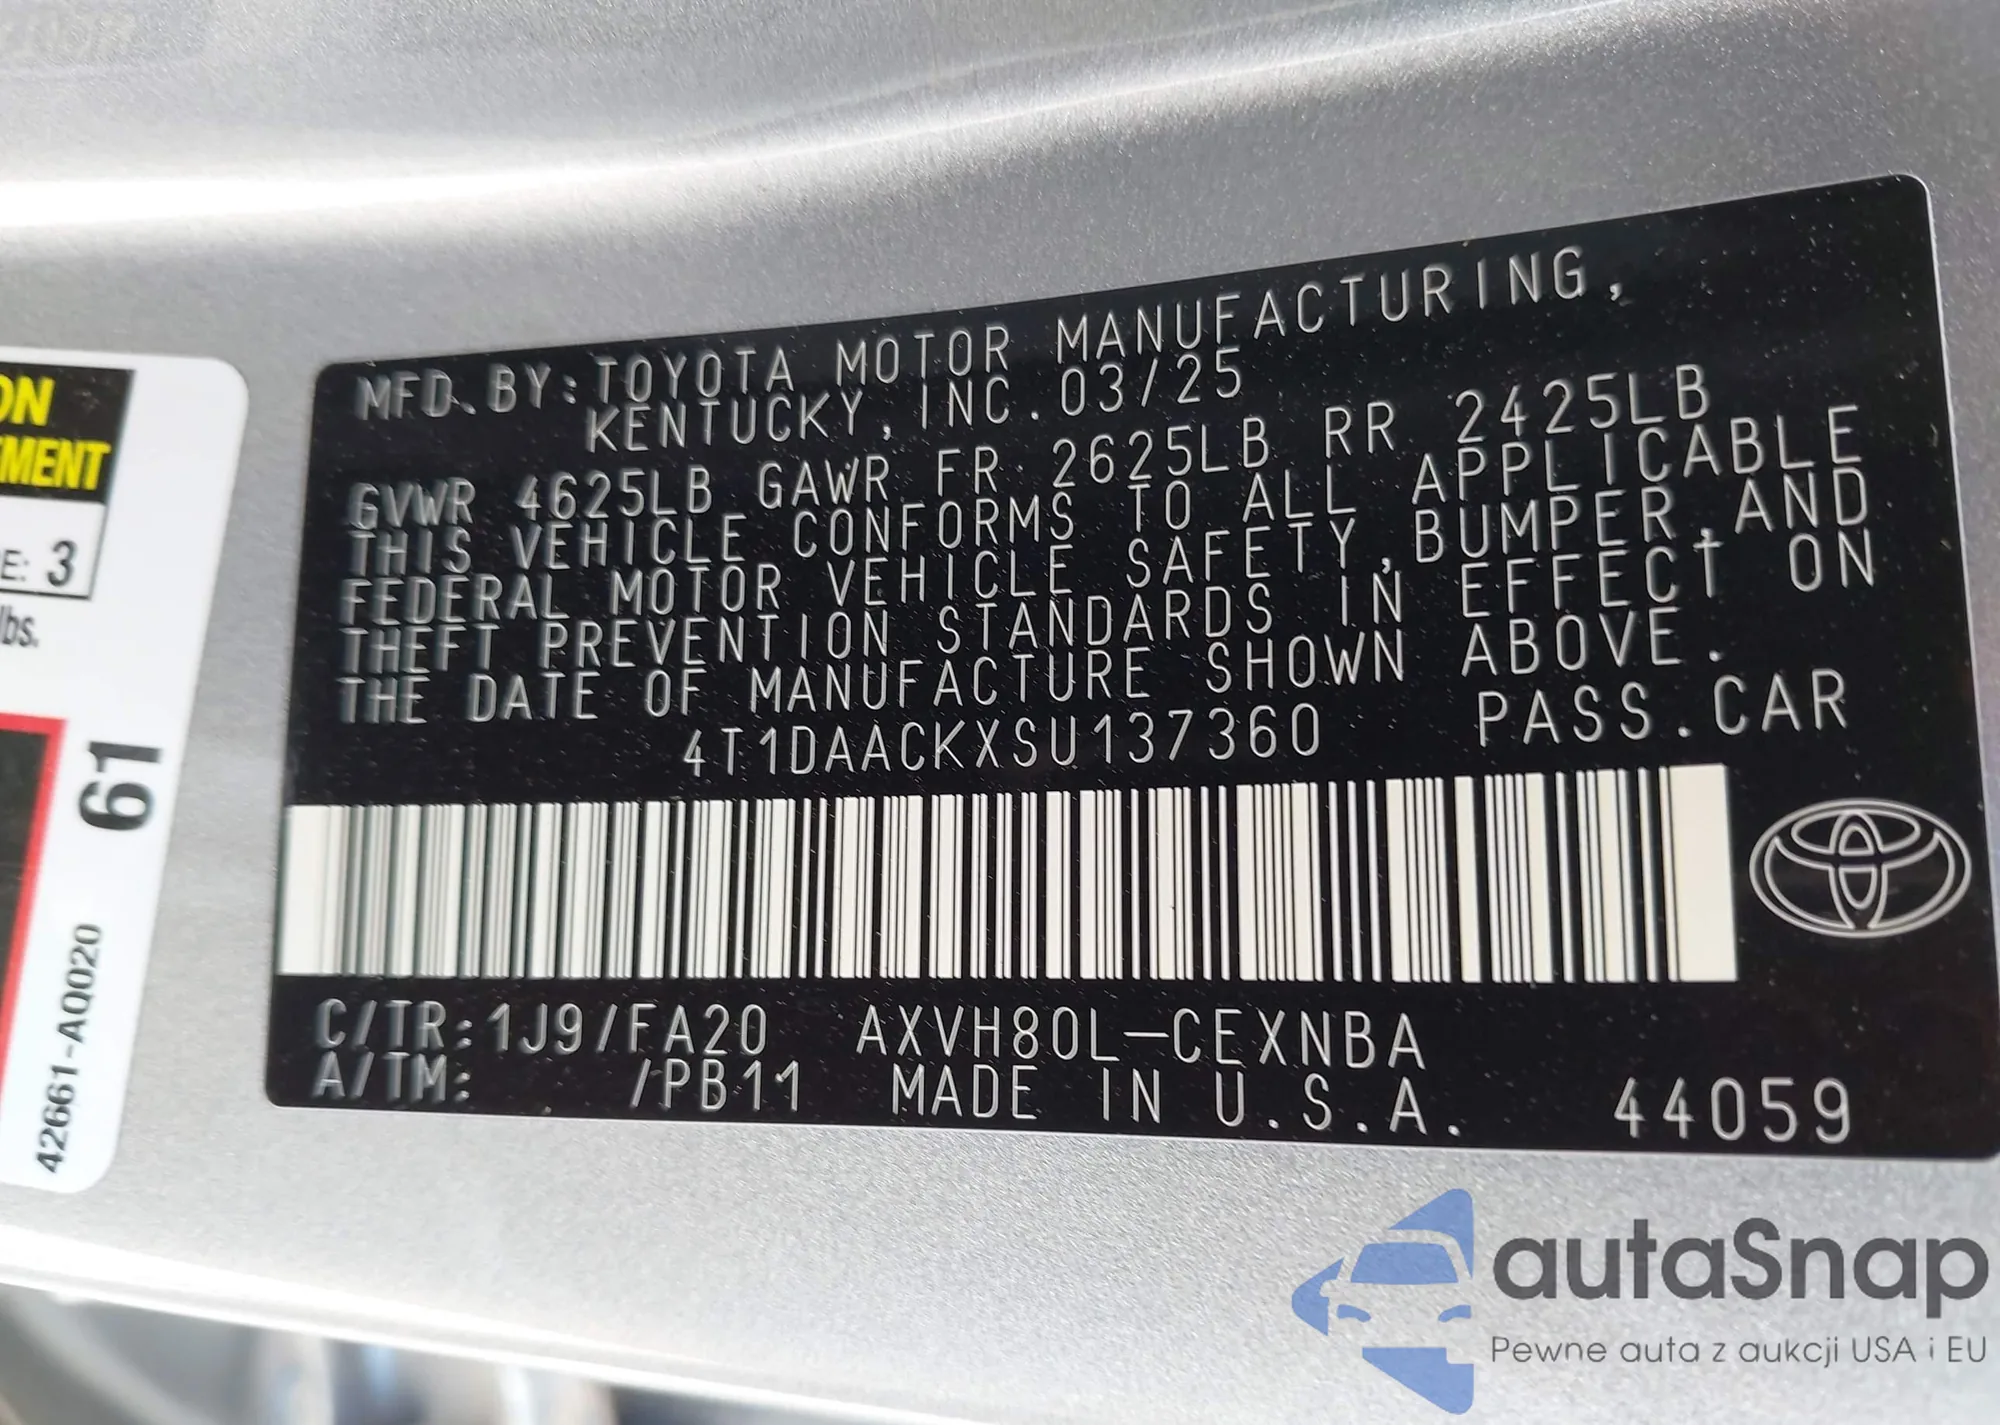 MFD. BY: TOYOTA MOTOR MANUFACTURING,
KENTUCKY, INC. 03/25
GVWR 4625LB GAWR FR 2625LB RR 2425LB
THIS VEHICLE CONFORMS TO ALL APPLICABLE
FEDERAL MOTOR VEHICLE SAFETY, BUMPER, AND
THEFT PREVENTION STANDARDS IN EFFECT ON
THE DATE OF MANUFACTURE SHOWN ABOVE.
4T1DAACKXSU137360 PASS. CAR
C/TR: 1J9/FA20 AXVH80L-CEXNBA
A/TM: /PB11 MADE IN U.S.A. 44059
E: 3
lbs.
61
42661-AQ020
autaSnap
Pewne auta z aukcji USA i EU